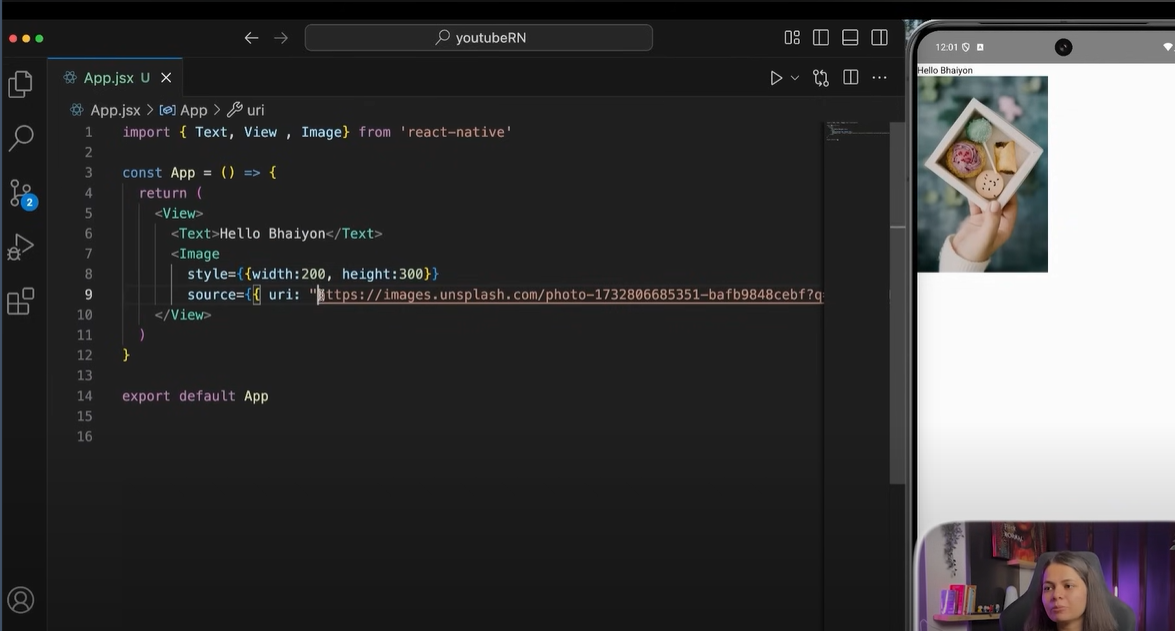 youtubeRN
App.jsx U
App.jsx > App > uri
1 import { Text, View , Image} from 'react-native'
2
3 const App = () => {
4 return (
5 <View>
6 <Text>Hello Bhaiyon</Text>
7 <Image
8 style={{width:200, height:300}}
9 source={{ uri: "https://images.unsplash.com/photo-1732806685351-bafb9848cebf?q=
10 </View>
11 )
12 }
13
14 export default App
15
16
2
12:01
Hello Bhaiyon